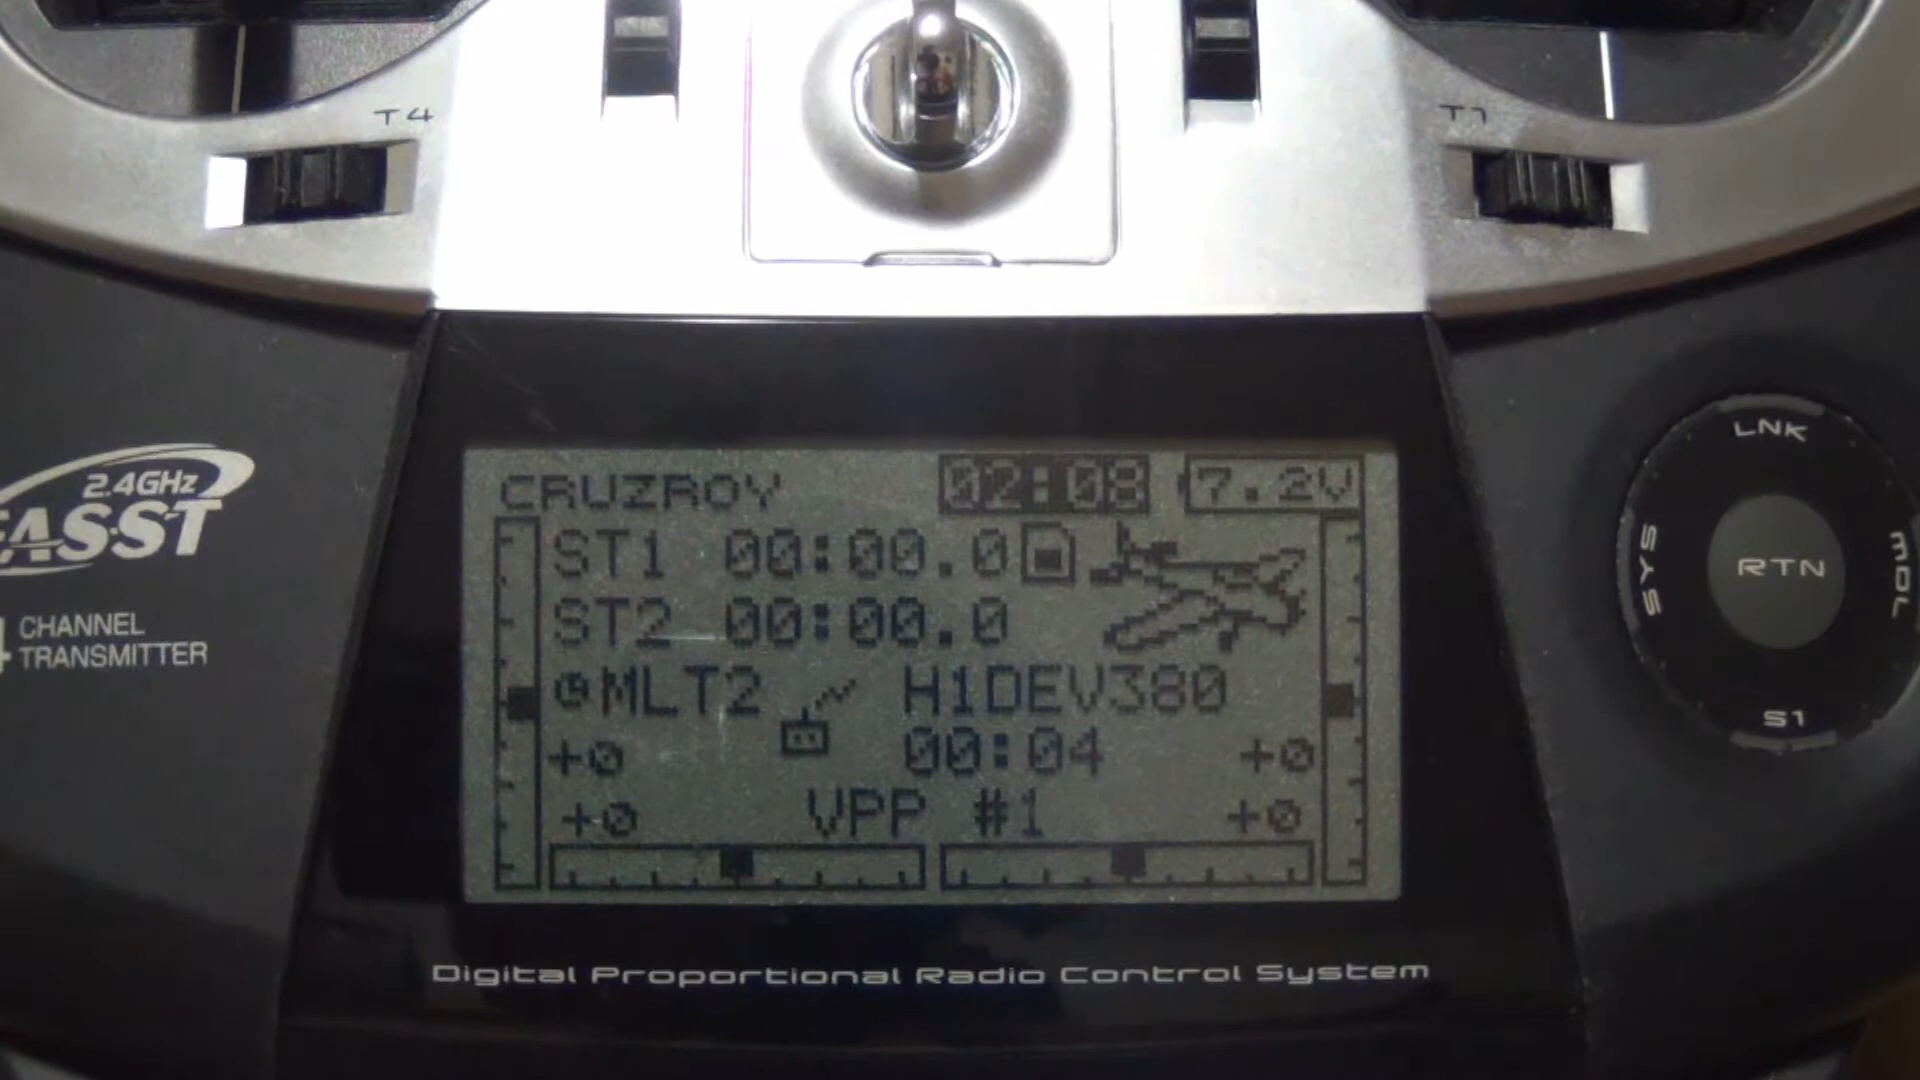 T4
T1
2.4GHz
FASST
4 CHANNEL
TRANSMITTER
CRUZROY 02:08 7.2V
ST1 00:00.0
ST2 00:00.0
MLT2 H1DEV380
+0 00:04 +0
+0 VPP #1 +0
LNK
SYS RTN MDL
S1
Digital Proportional Radio Control System